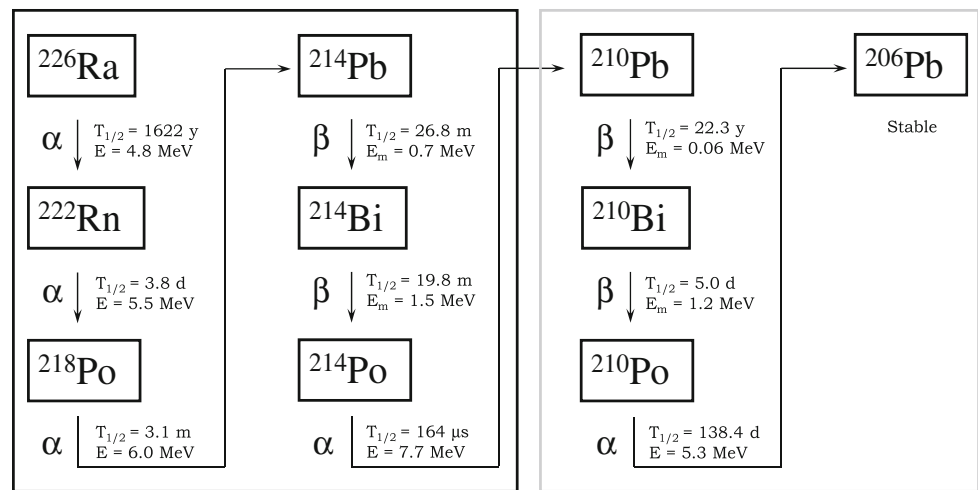 ²²⁶Ra
α
T₁/₂ = 1622 y
E = 4.8 MeV
²²²Rn
α
T₁/₂ = 3.8 d
E = 5.5 MeV
²¹⁸Po
α
T₁/₂ = 3.1 m
E = 6.0 MeV
²¹⁴Pb
β
T₁/₂ = 26.8 m
Eₘ = 0.7 MeV
²¹⁴Bi
β
T₁/₂ = 19.8 m
Eₘ = 1.5 MeV
²¹⁴Po
α
T₁/₂ = 164 µs
E = 7.7 MeV
²¹⁰Pb
β
T₁/₂ = 22.3 y
Eₘ = 0.06 MeV
²¹⁰Bi
β
T₁/₂ = 5.0 d
Eₘ = 1.2 MeV
²¹⁰Po
α
T₁/₂ = 138.4 d
E = 5.3 MeV
²⁰⁶Pb
Stable